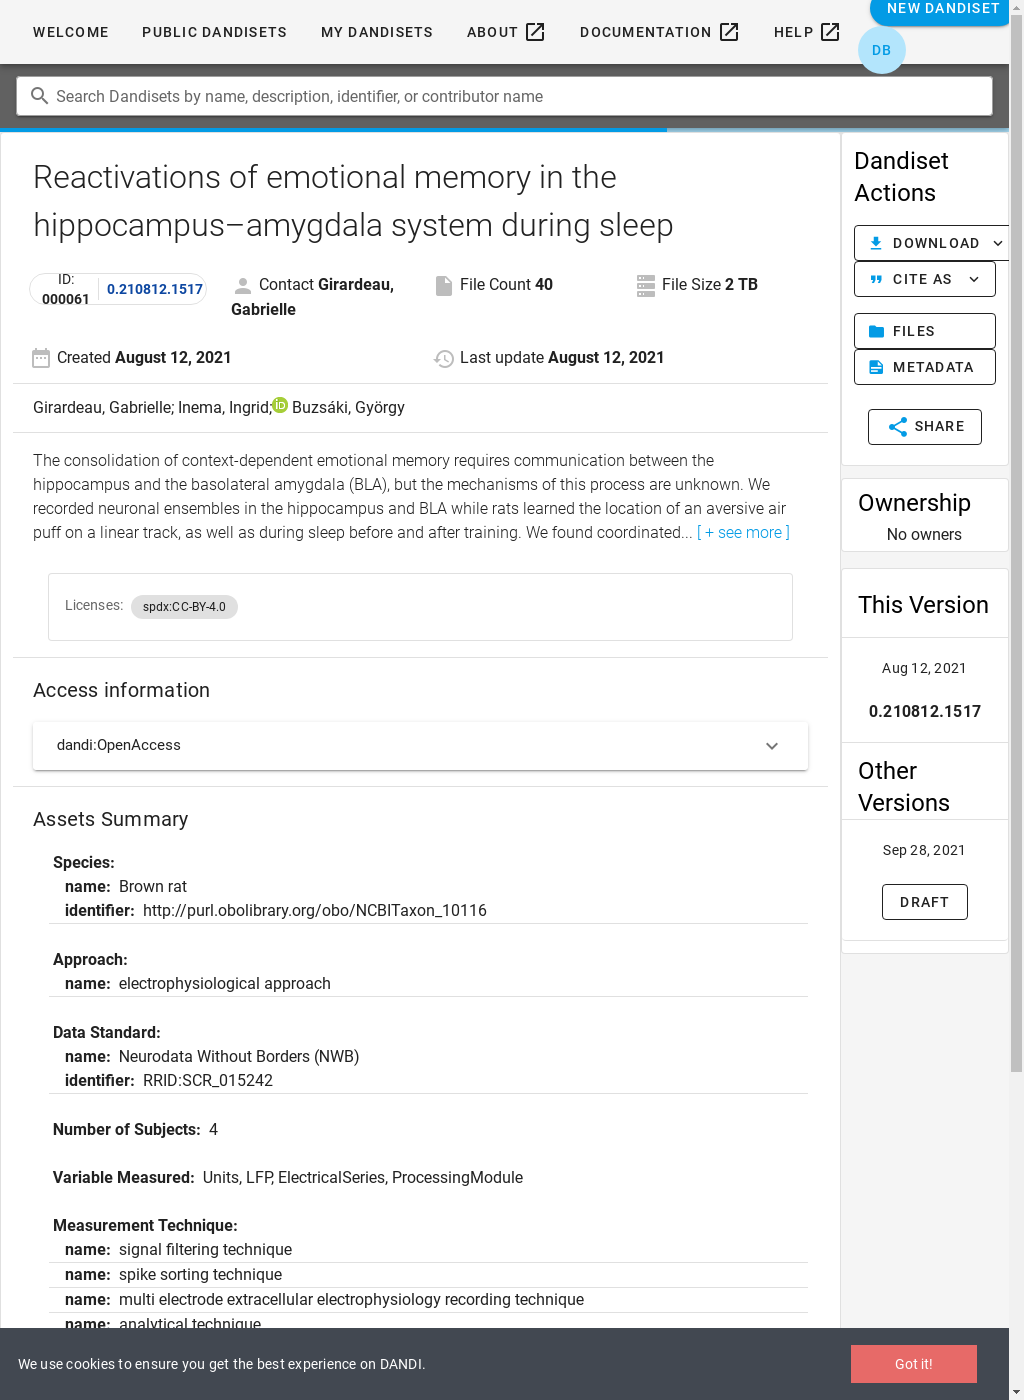 WELCOME PUBLIC DANDISETS MY DANDISETS ABOUT DOCUMENTATION HELP NEW DANDISET
DB
Search Dandisets by name, description, identifier, or contributor name
Reactivations of emotional memory in the
hippocampus–amygdala system during sleep
ID:
000061
0.210812.1517
Contact Girardeau,
Gabrielle
File Count 40
File Size 2 TB
Created August 12, 2021
Last update August 12, 2021
Girardeau, Gabrielle; Inema, Ingrid; Buzsáki, György
The consolidation of context-dependent emotional memory requires communication between the
hippocampus and the basolateral amygdala (BLA), but the mechanisms of this process are unknown. We
recorded neuronal ensembles in the hippocampus and BLA while rats learned the location of an aversive air
puff on a linear track, as well as during sleep before and after training. We found coordinated... [ + see more ]
Licenses: spdx:CC-BY-4.0
Access information
dandi:OpenAccess
Assets Summary
Species:
name: Brown rat
identifier: http://purl.obolibrary.org/obo/NCBITaxon_10116
Approach:
name: electrophysiological approach
Data Standard:
name: Neurodata Without Borders (NWB)
identifier: RRID:SCR_015242
Number of Subjects: 4
Variable Measured: Units, LFP, ElectricalSeries, ProcessingModule
Measurement Technique:
name: signal filtering technique
name: spike sorting technique
name: multi electrode extracellular electrophysiology recording technique
name: analytical technique
Dandiset
Actions
DOWNLOAD
CITE AS
FILES
METADATA
SHARE
Ownership
No owners
This Version
Aug 12, 2021
0.210812.1517
Other
Versions
Sep 28, 2021
DRAFT
We use cookies to ensure you get the best experience on DANDI.
Got it!